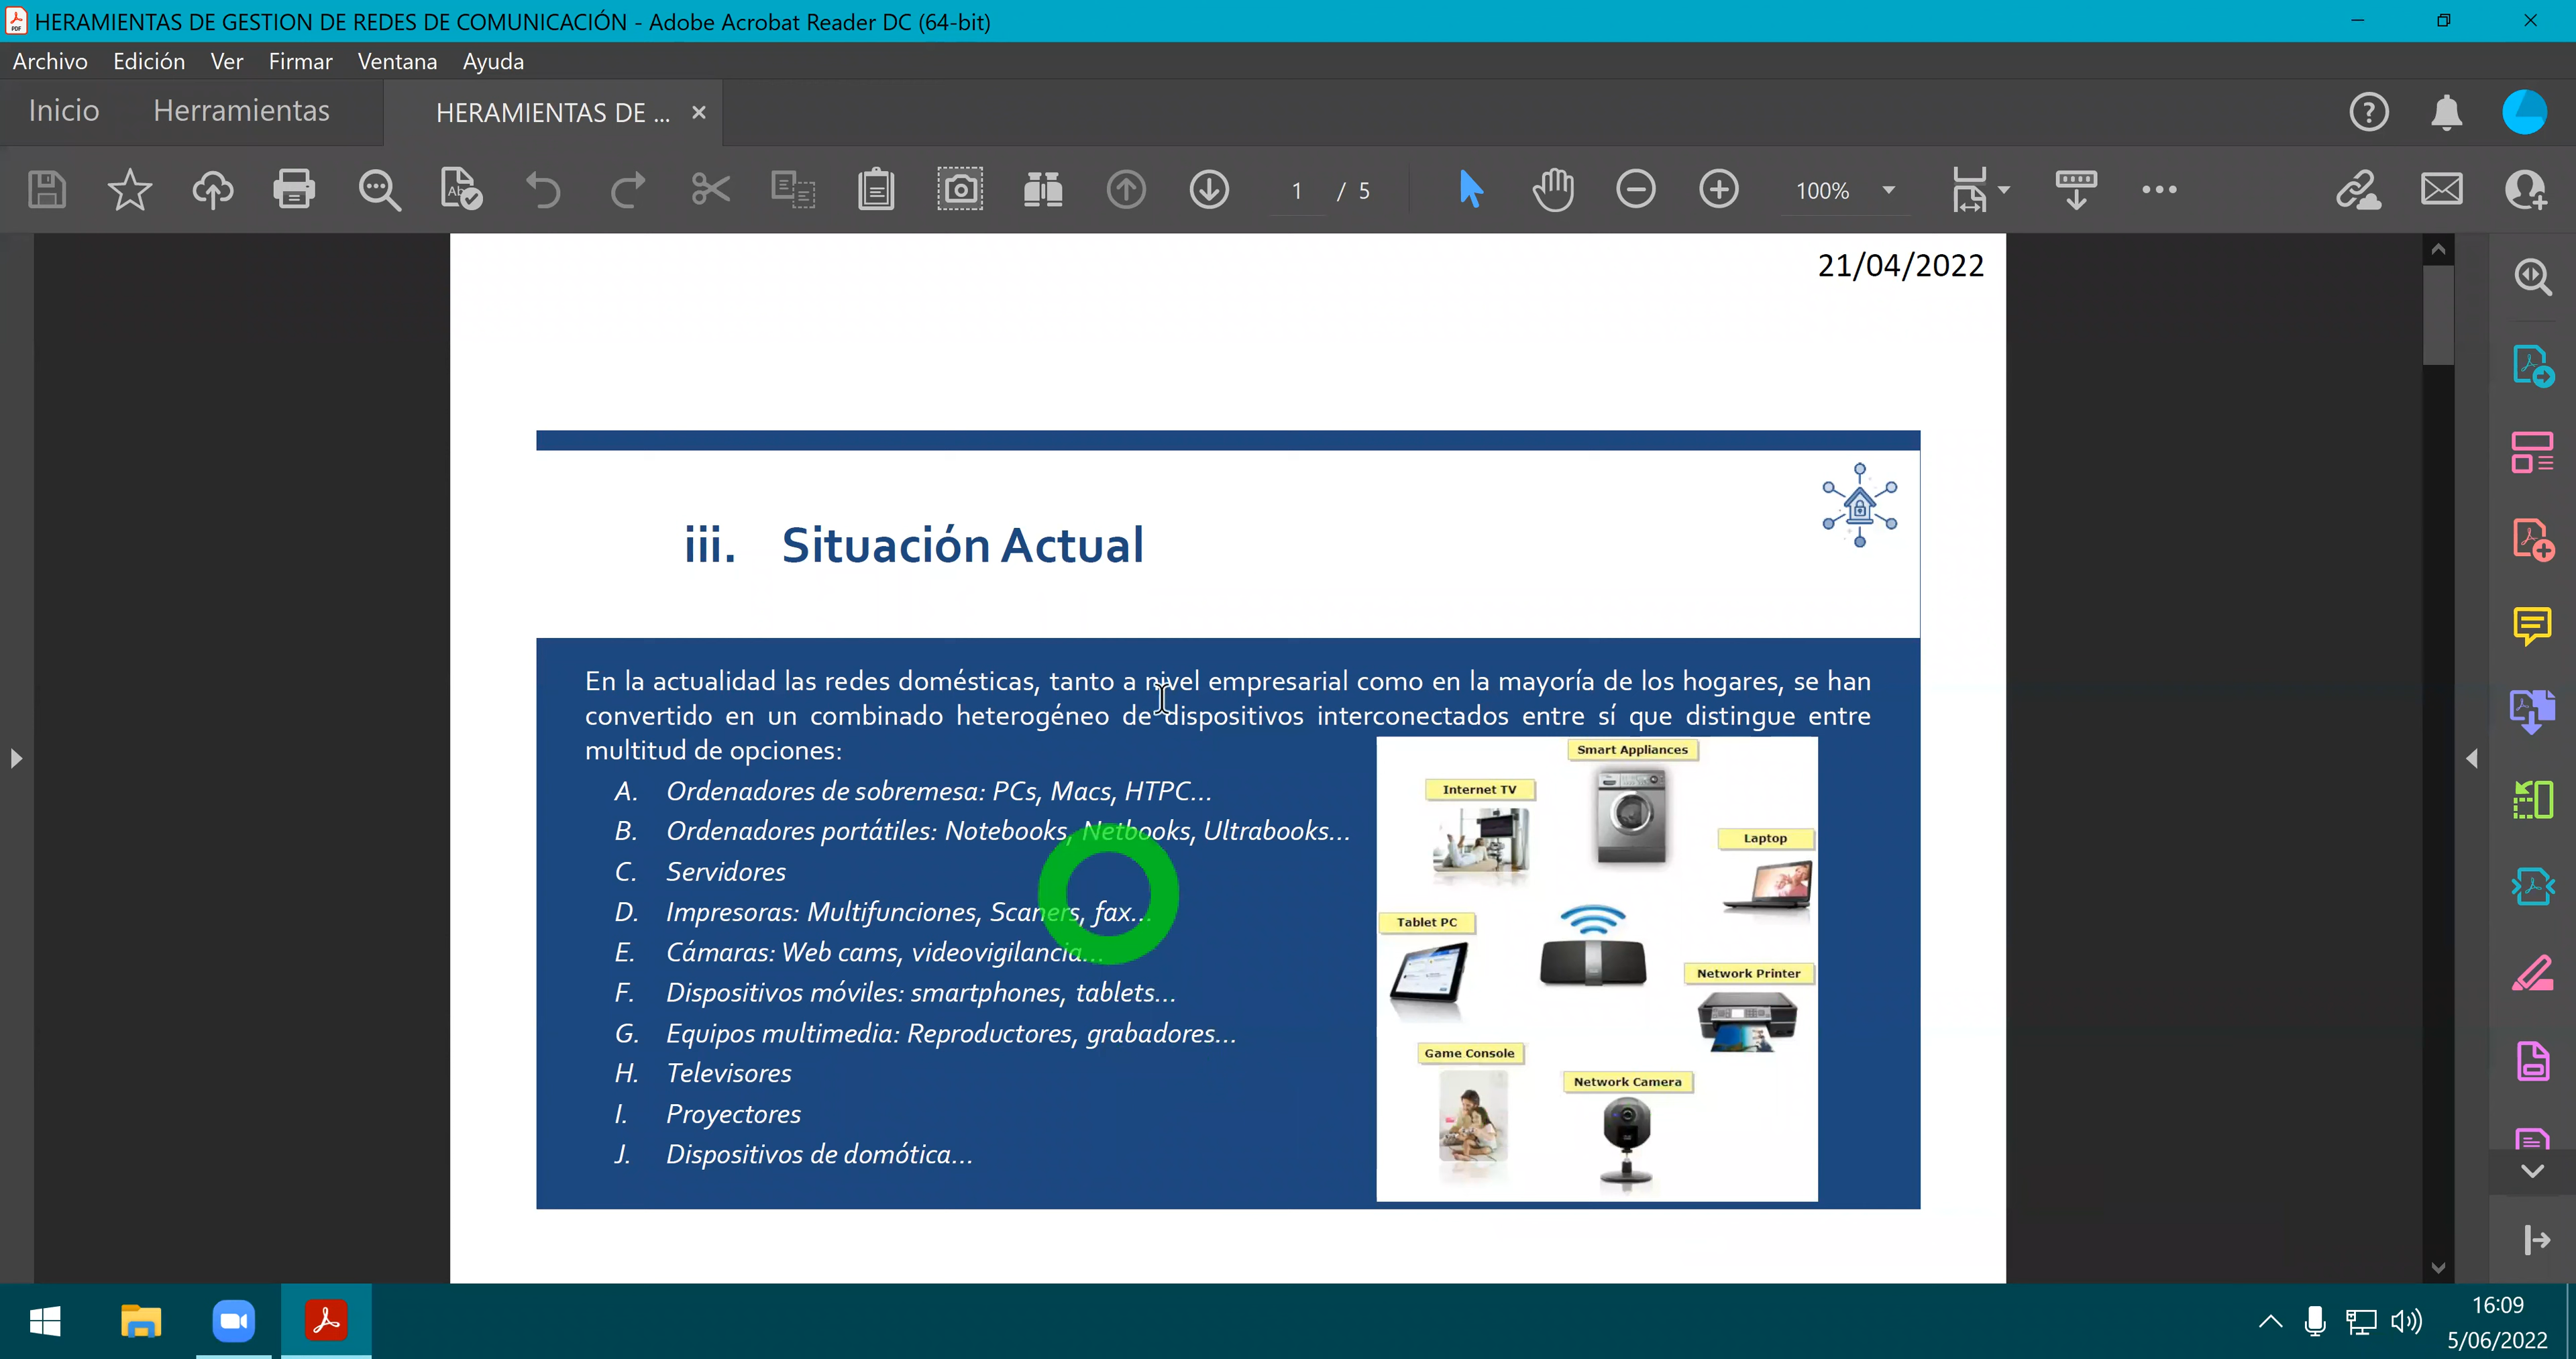 HERAMIENTAS DE GESTION DE REDES DE COMUNICACIÓN - Adobe Acrobat Reader DC (64-bit)
Archivo Edición Ver Firmar Ventana Ayuda
Inicio Herramientas HERAMIENTAS DE ...
1 / 5 100%
21/04/2022
iii. Situación Actual
En la actualidad las redes domésticas, tanto a nivel empresarial como en la mayoría de los hogares, se han
convertido en un combinado heterogéneo de dispositivos interconectados entre sí que distingue entre
multitud de opciones:
A. Ordenadores de sobremesa: PCs, Macs, HTPC...
B. Ordenadores portátiles: Notebooks, Netbooks, Ultrabooks...
C. Servidores
D. Impresoras: Multifunciones, Scaners, fax...
E. Cámaras: Web cams, videovigilancia...
F. Dispositivos móviles: smartphones, tablets...
G. Equipos multimedia: Reproductores, grabadores...
H. Televisores
I. Proyectores
J. Dispositivos de domótica...
Smart Appliances
Internet TV
Laptop
Tablet PC
Network Printer
Game Console
Network Camera
16:09
5/06/2022